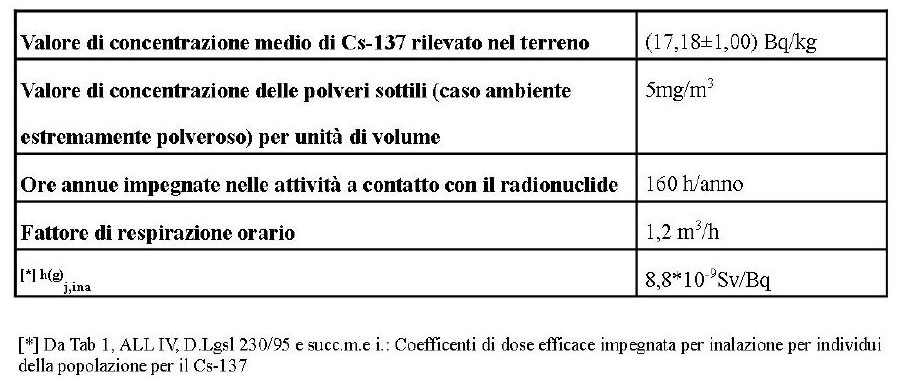 Valore di concentrazione medio di Cs-137 rilevato nel terreno (17,18±1,00) Bq/kg
Valore di concentrazione delle polveri sottili (caso ambiente 5mg/m³
estremamente polveroso) per unità di volume
Ore annue impegnate nelle attività a contatto con il radionuclide 160 h/anno
Fattore di respirazione orario 1,2 m³/h
[*] h(g)j,ina 8,8*10⁻⁹Sv/Bq
[*] Da Tab 1, ALL IV, D.Lgsl 230/95 e succ.m.e i.: Coefficenti di dose efficace impegnata per inalazione per individui
della popolazione per il Cs-137